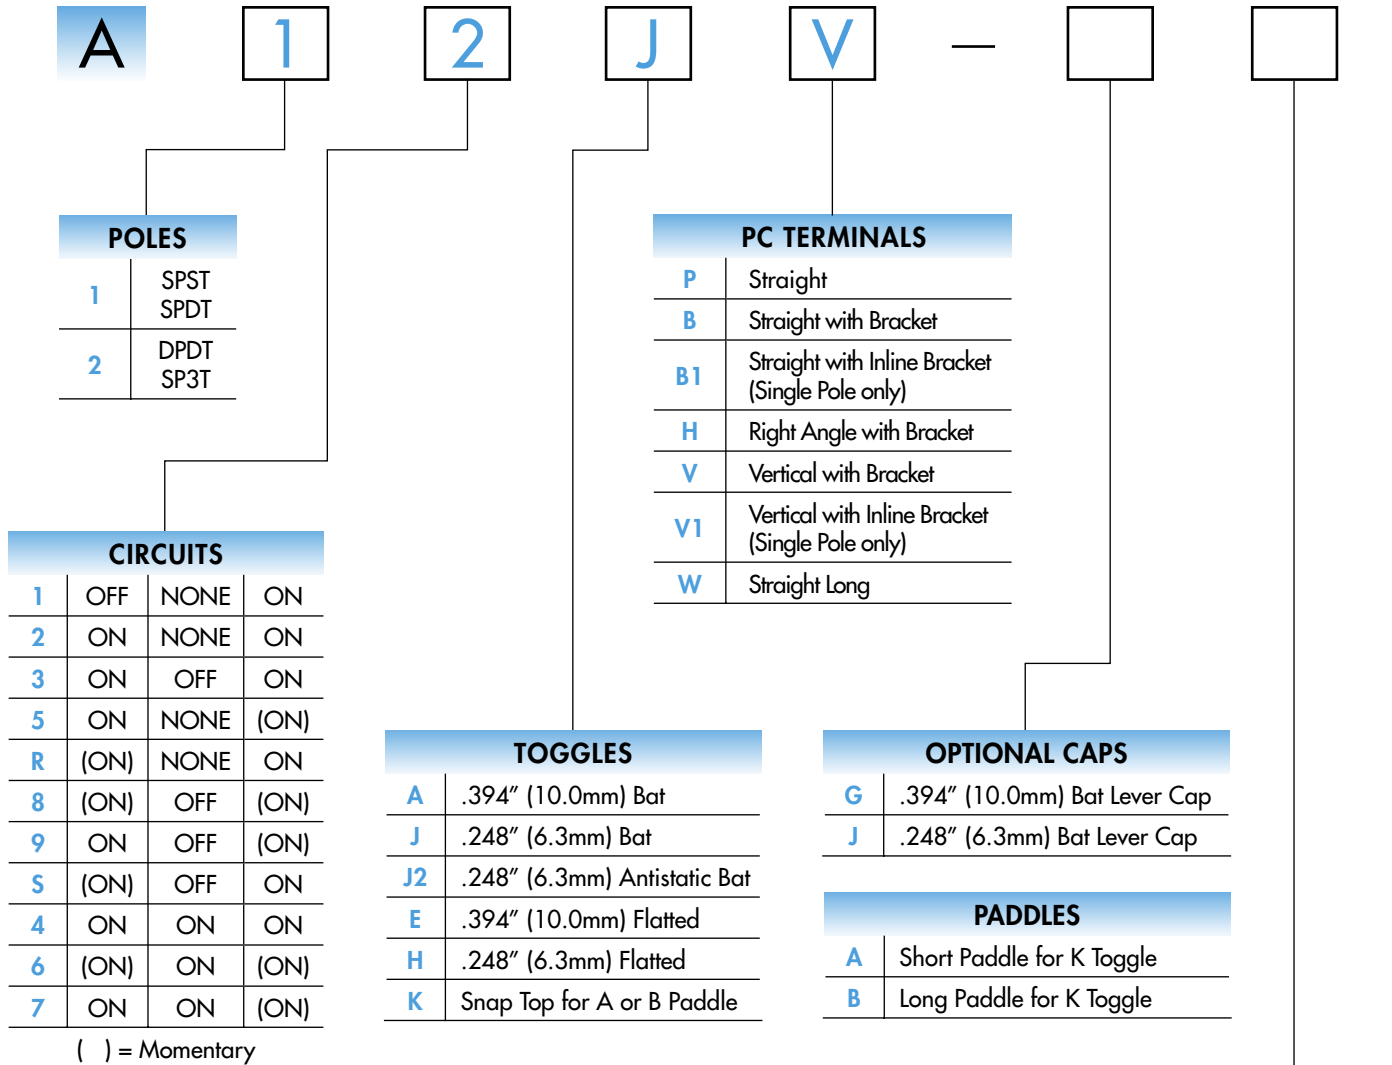 A 1 2 J V —
POLES
1 SPST
SPDT
2 DPDT
SP3T
PC TERMINALS
P Straight
B Straight with Bracket
B1 Straight with Inline Bracket
(Single Pole only)
H Right Angle with Bracket
V Vertical with Bracket
V1 Vertical with Inline Bracket
(Single Pole only)
W Straight Long
CIRCUITS
1 OFF NONE ON
2 ON NONE ON
3 ON OFF ON
5 ON NONE (ON)
R (ON) NONE ON
8 (ON) OFF (ON)
9 ON OFF (ON)
S (ON) OFF ON
4 ON ON ON
6 (ON) ON (ON)
7 ON ON (ON)
( ) = Momentary
TOGGLES
A .394″ (10.0mm) Bat
J .248″ (6.3mm) Bat
J2 .248″ (6.3mm) Antistatic Bat
E .394″ (10.0mm) Flatted
H .248″ (6.3mm) Flatted
K Snap Top for A or B Paddle
OPTIONAL CAPS
G .394″ (10.0mm) Bat Lever Cap
J .248″ (6.3mm) Bat Lever Cap
PADDLES
A Short Paddle for K Toggle
B Long Paddle for K Toggle